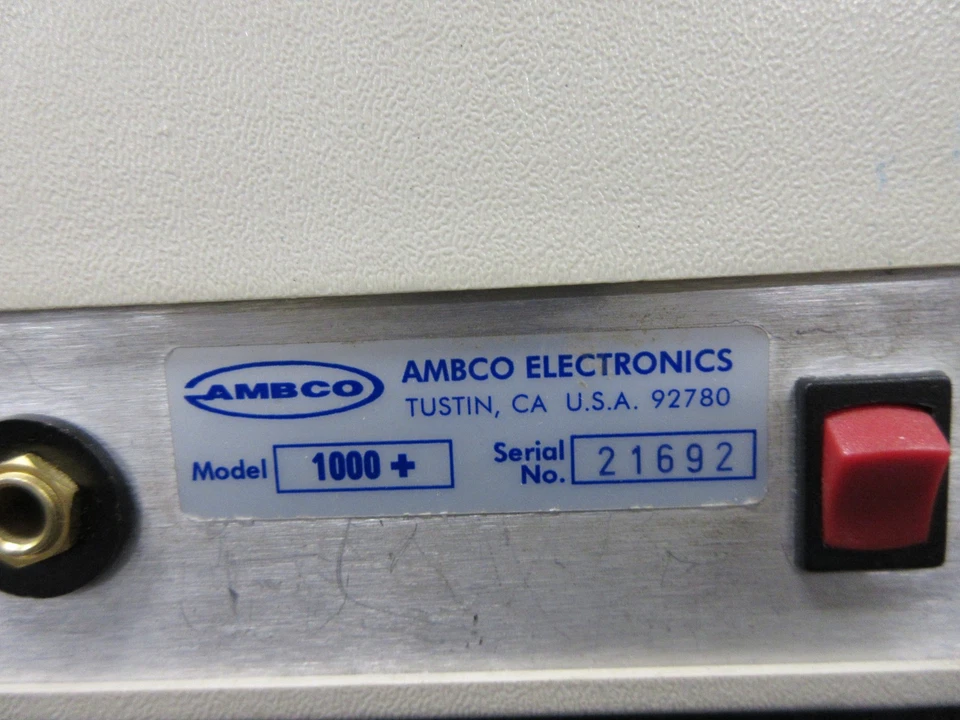 AMBCO
AMBCO ELECTRONICS
TUSTIN, CA U.S.A. 92780
Model 1000 +
Serial No. 21692